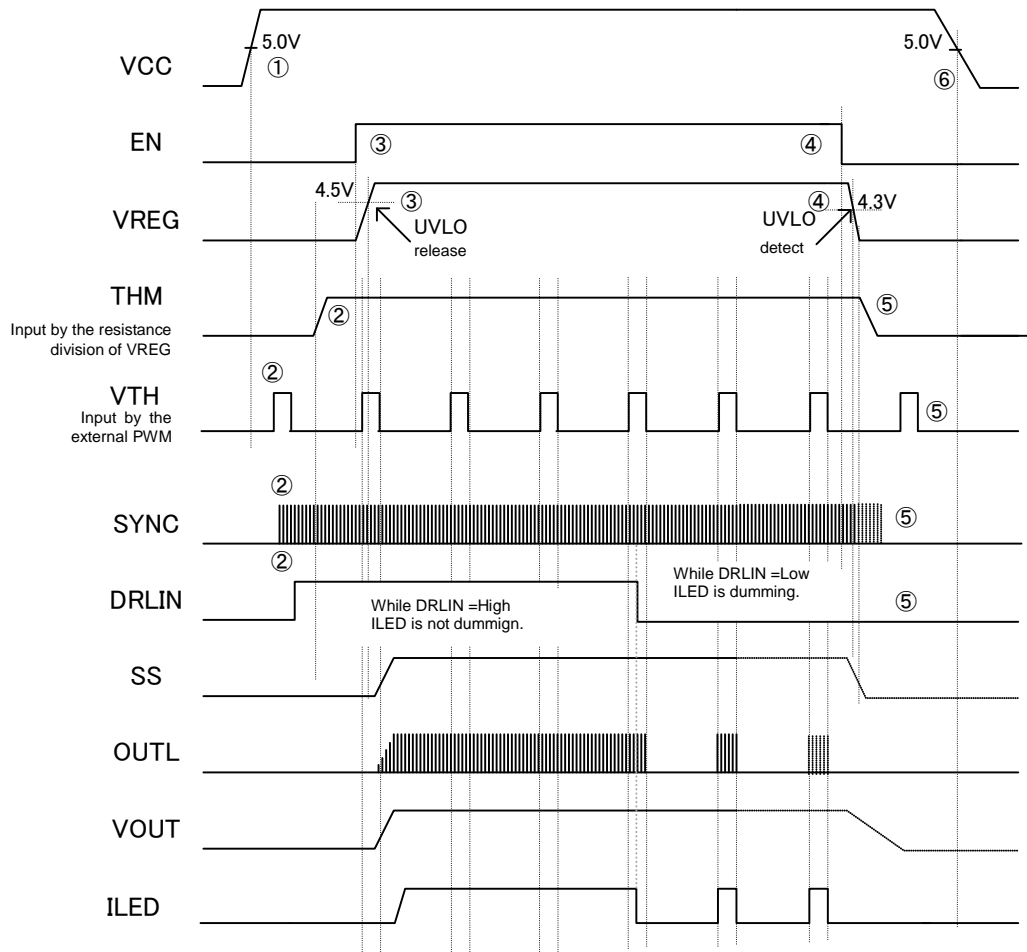 5.0V
5.0V
VCC
①
⑥
EN
③
④
4.5V
③
④
4.3V
VREG
UVLO
release
UVLO
detect
THM
②
⑤
Input by the resistance
division of VREG
②
VTH
⑤
Input by the
external PWM
②
SYNC
⑤
②
DRLIN
While DRLIN =High
ILED is not dummign.
While DRLIN =Low
ILED is dumming.
⑤
SS
OUTL
VOUT
ILED